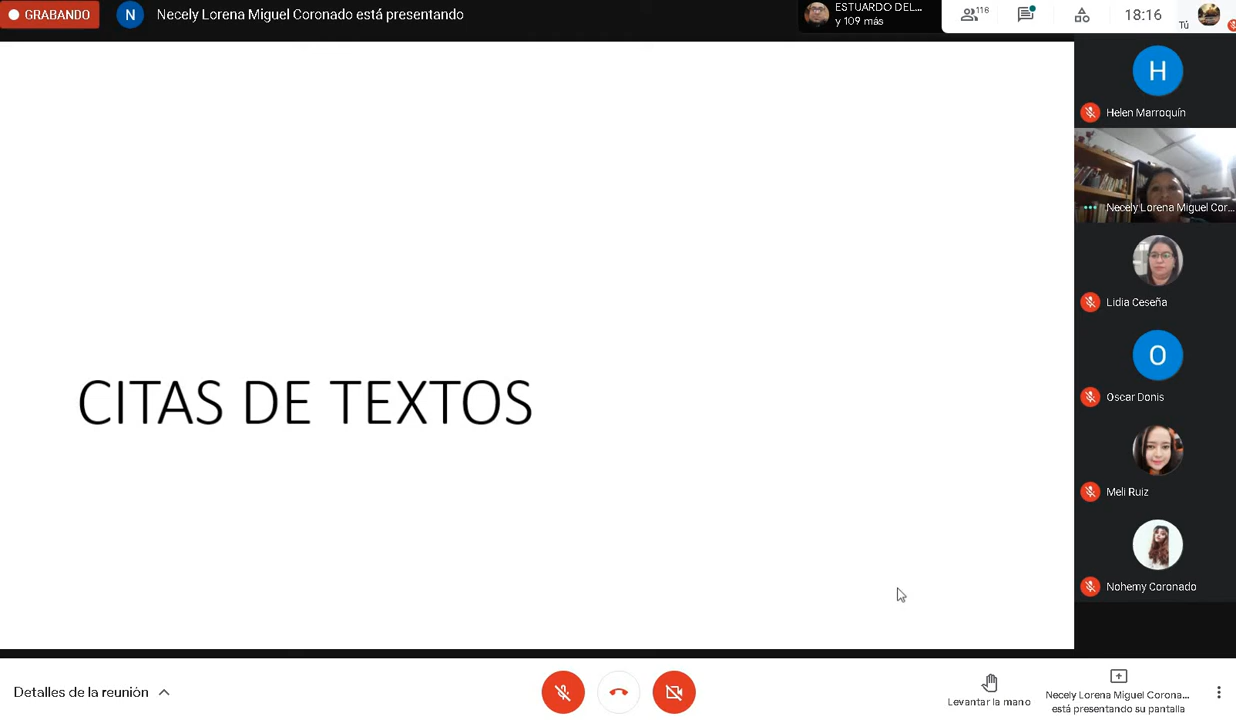 GRABANDO
N
Necely Lorena Miguel Coronado está presentando
ESTUARDO DEL...
y 109 más
116
18:16
Tú
H
Helen Marroquín
Necely Lorena Miguel Cor...
Lidia Ceseña
O
Oscar Donis
Meli Ruiz
Nohemy Coronado
CITAS DE TEXTOS
Detalles de la reunión
Levantar la mano
Necely Lorena Miguel Corona...
está presentando su pantalla